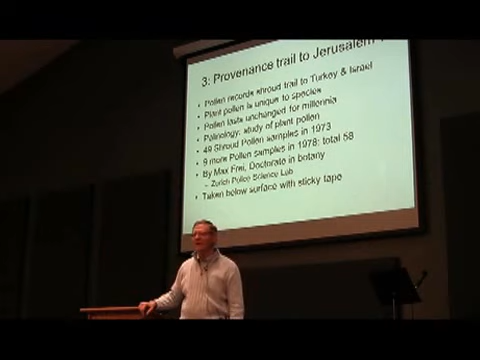 3: Provenance trail to Jerusalem
• Pollen records shroud trail to Turkey & Israel
• Plant pollen is unique to species
• Pollen lasts unchanged for millennia
• Palinology: study of plant pollen
• 49 Shroud Pollen samples in 1973
• 9 more Pollen samples in 1978: total 58
• By Max Frei, Doctorate in botany
– Zurich Police Science Lab
• Taken below surface with sticky tape